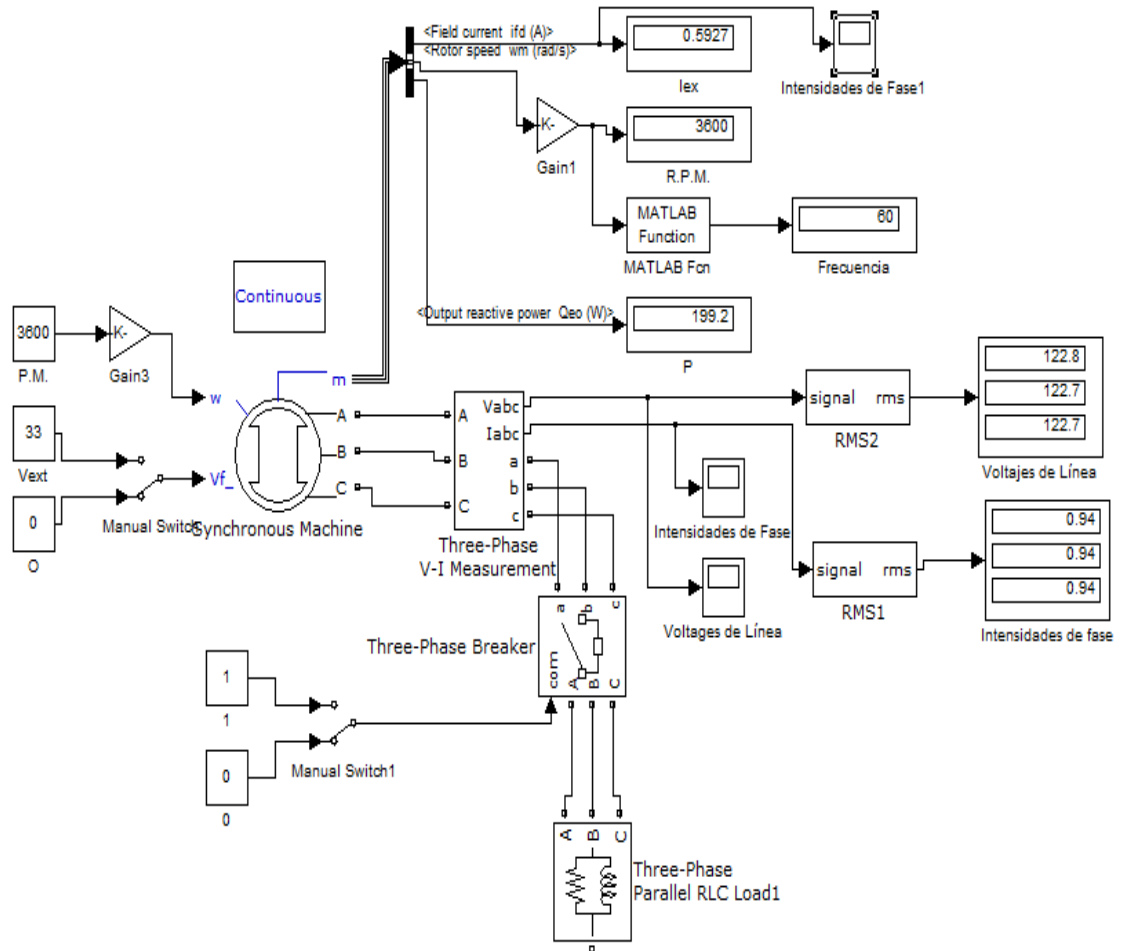 <Field current ifd (A)>
<Rotor speed wm (rad/s)>
0.5927
Iex
Intensidades de Fase1
K-
Gain1
3600
R.P.M.
MATLAB
Function
MATLAB Fcn
60
Frecuencia
Continuous
<Output reactive power Qeo (W)>
199.2
P
3600
P.M.
K-
Gain3
w
m
33
Vext
Vf_
0
O
Manual Switch
A
B
C
Synchronous Machine
A
B
C
Vabc
Iabc
a
b
c
Three-Phase
V-I Measurement
signal rms
RMS2
122.8
122.7
122.7
Voltajes de Línea
Intensidades de Fase
Voltages de Línea
signal rms
RMS1
0.94
0.94
0.94
Intensidades de fase
Three-Phase Breaker
a
b
c
com
A
B
C
1
1
0
0
Manual Switch1
A
B
C
Three-Phase
Parallel RLC Load1